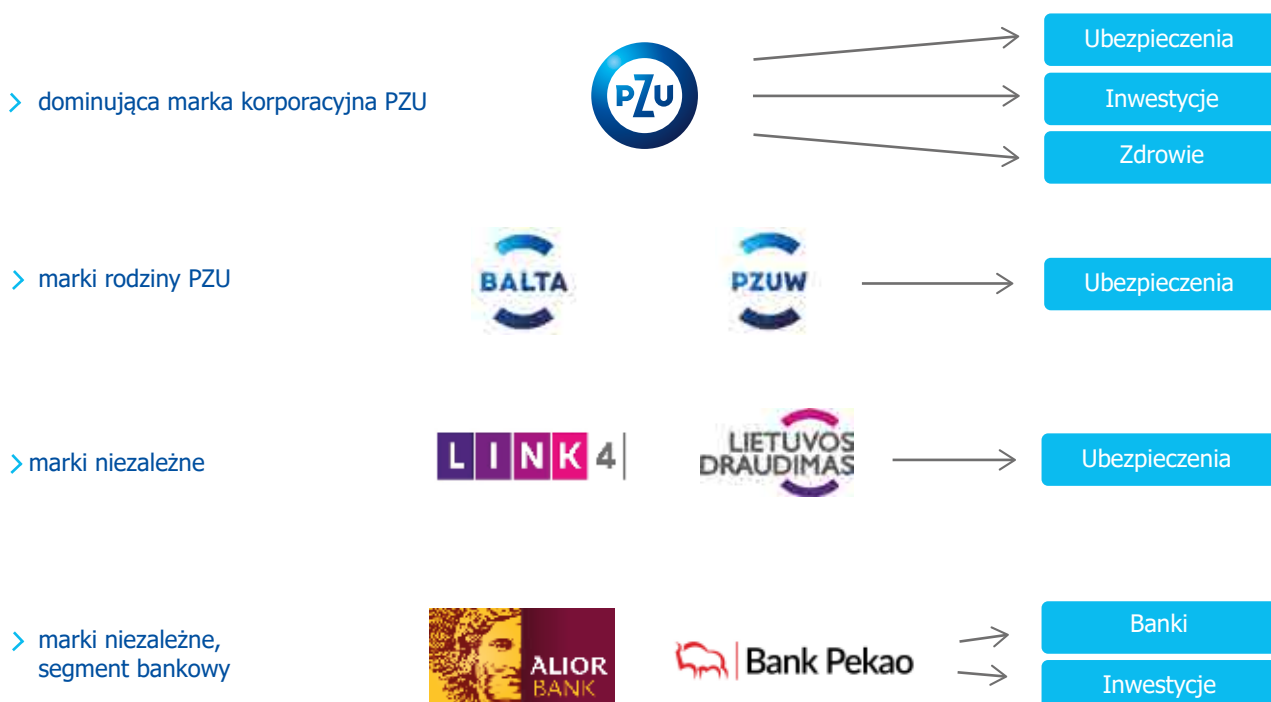 dominująca marka korporacyjna PZU
PZU
Ubezpieczenia
Inwestycje
Zdrowie
marki rodziny PZU
BALTA
PZUW
Ubezpieczenia
marki niezależne
LINK4
LIETUVOS
DRAUDIMAS
Ubezpieczenia
marki niezależne,
segment bankowy
ALIOR
BANK
Bank Pekao
Banki
Inwestycje